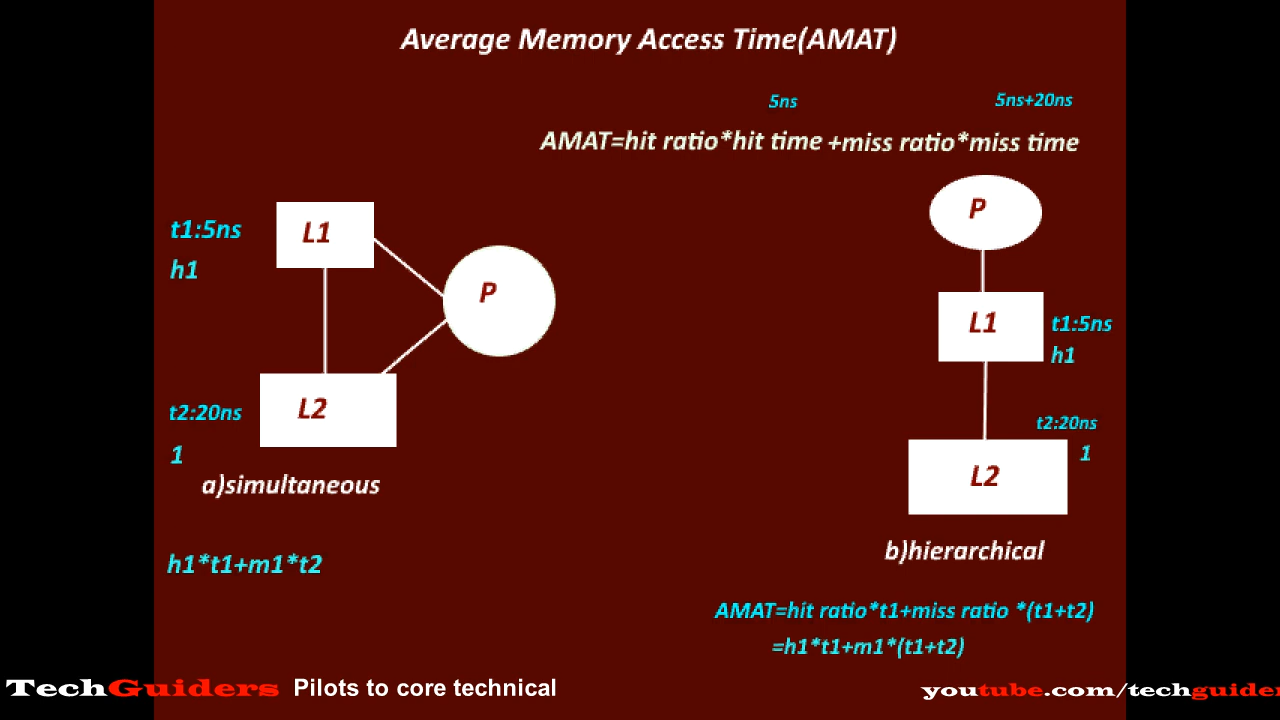 Average Memory Access Time(AMAT)
5ns
5ns+20ns
AMAT=hit ratio*hit time +miss ratio*miss time
t1:5ns
h1
L1
P
L2
t2:20ns
1
a)simultaneous
h1*t1+m1*t2
P
L1
t1:5ns
h1
t2:20ns
1
L2
b)hierarchical
AMAT=hit ratio*t1+miss ratio *(t1+t2)
=h1*t1+m1*(t1+t2)
TechGuiders Pilots to core technical
youtube.com/techguider